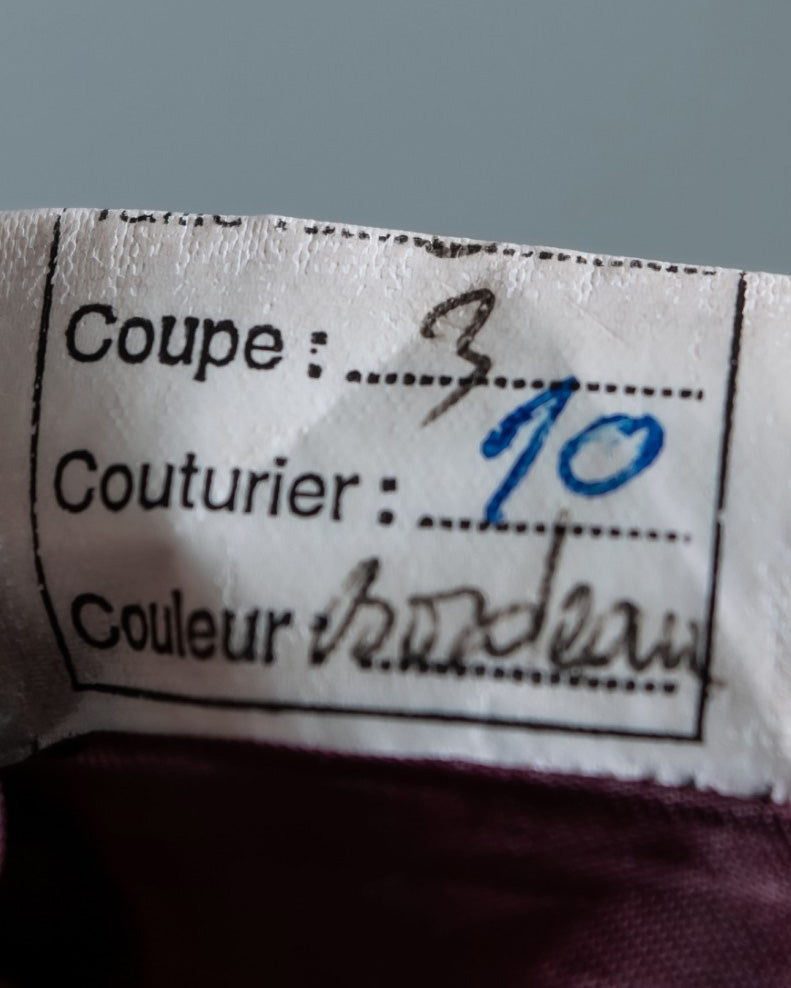 Coupe : 3
Couturier : 10
Couleur : Bordeau